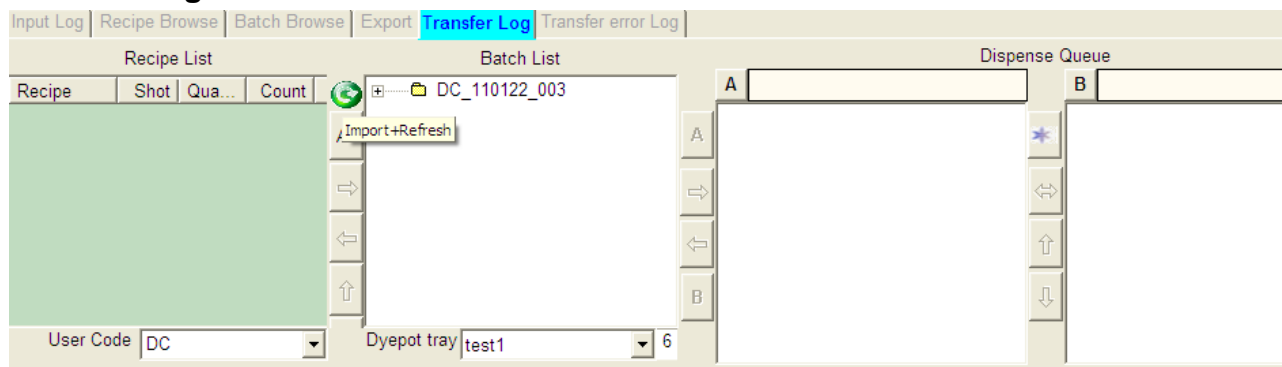 Input Log Recipe Browse Batch Browse Export Transfer Log Transfer error Log
Recipe List Batch List Dispense Queue
Recipe Shot Qua... Count DC_110122_003 A B
Import+Refresh
A
B
User Code DC Dyepot tray test1 6